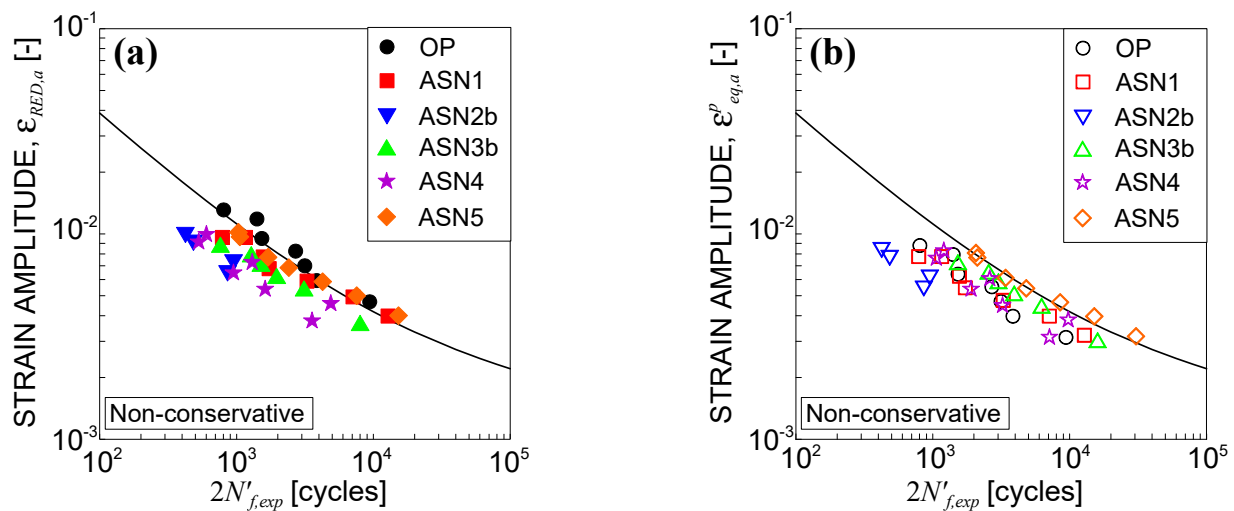 (a)
STRAIN AMPLITUDE, ε_RED,a [-]
10^-1
10^-2
10^-3
OP
ASN1
ASN2b
ASN3b
ASN4
ASN5
Non-conservative
10^2 10^3 10^4 10^5
2N′_f,exp [cycles]
(b)
STRAIN AMPLITUDE, ε^p_eq,a [-]
10^-1
10^-2
10^-3
OP
ASN1
ASN2b
ASN3b
ASN4
ASN5
Non-conservative
10^2 10^3 10^4 10^5
2N′_f,exp [cycles]